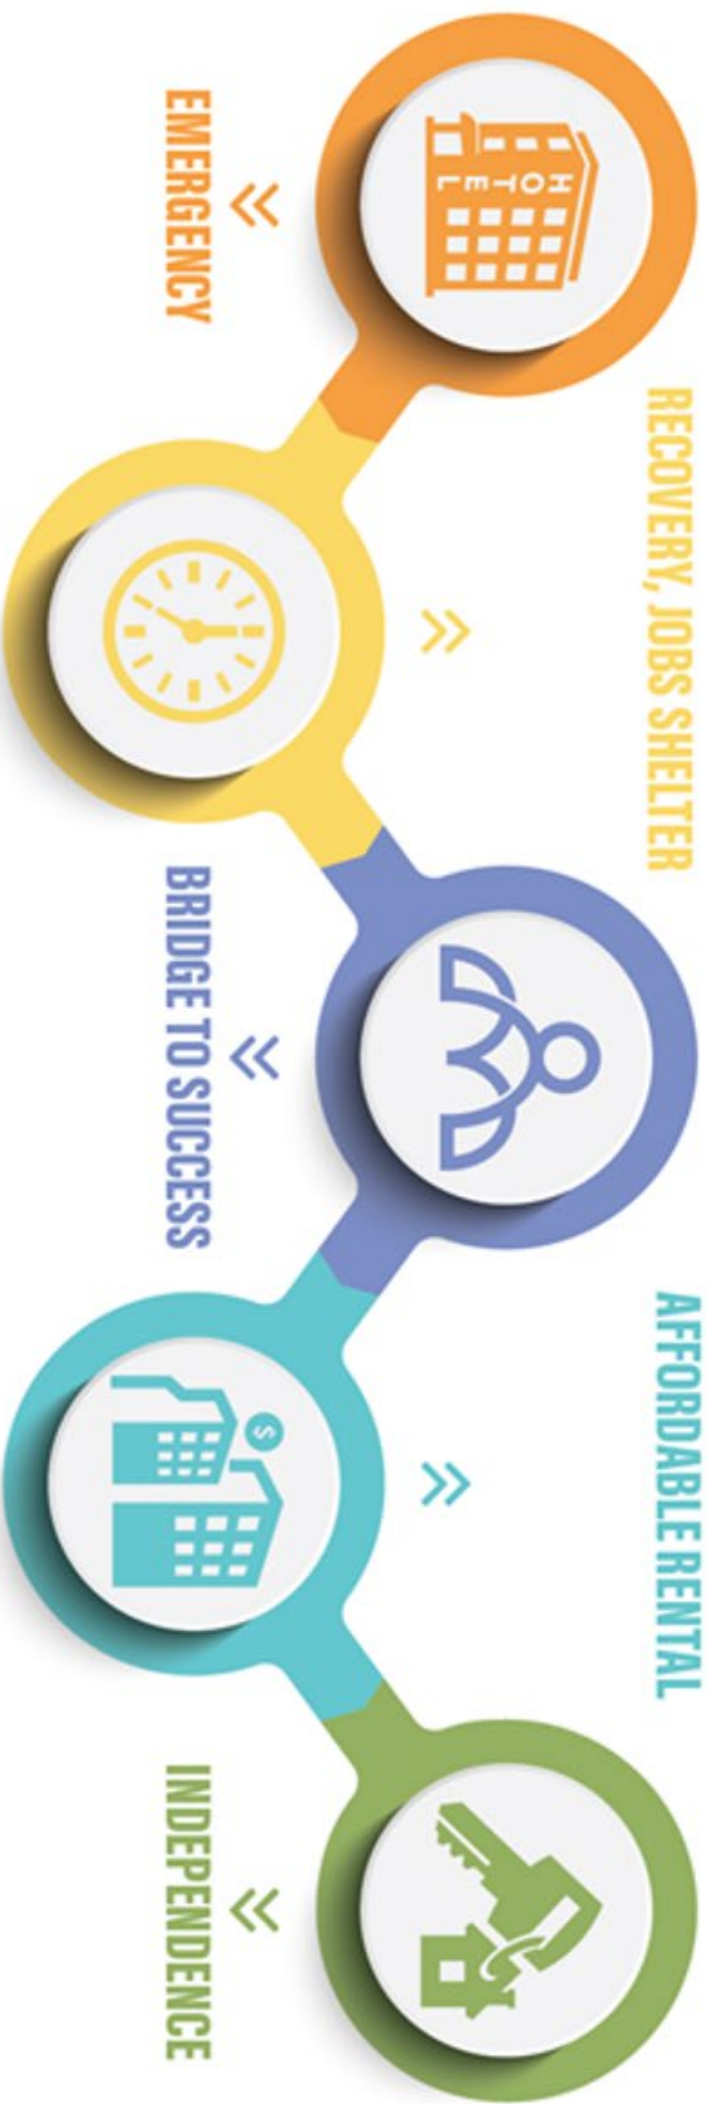 HOTEL
EMERGENCY
RECOVERY, JOBS SHELTER
BRIDGE TO SUCCESS
$
AFFORDABLE RENTAL
INDEPENDENCE